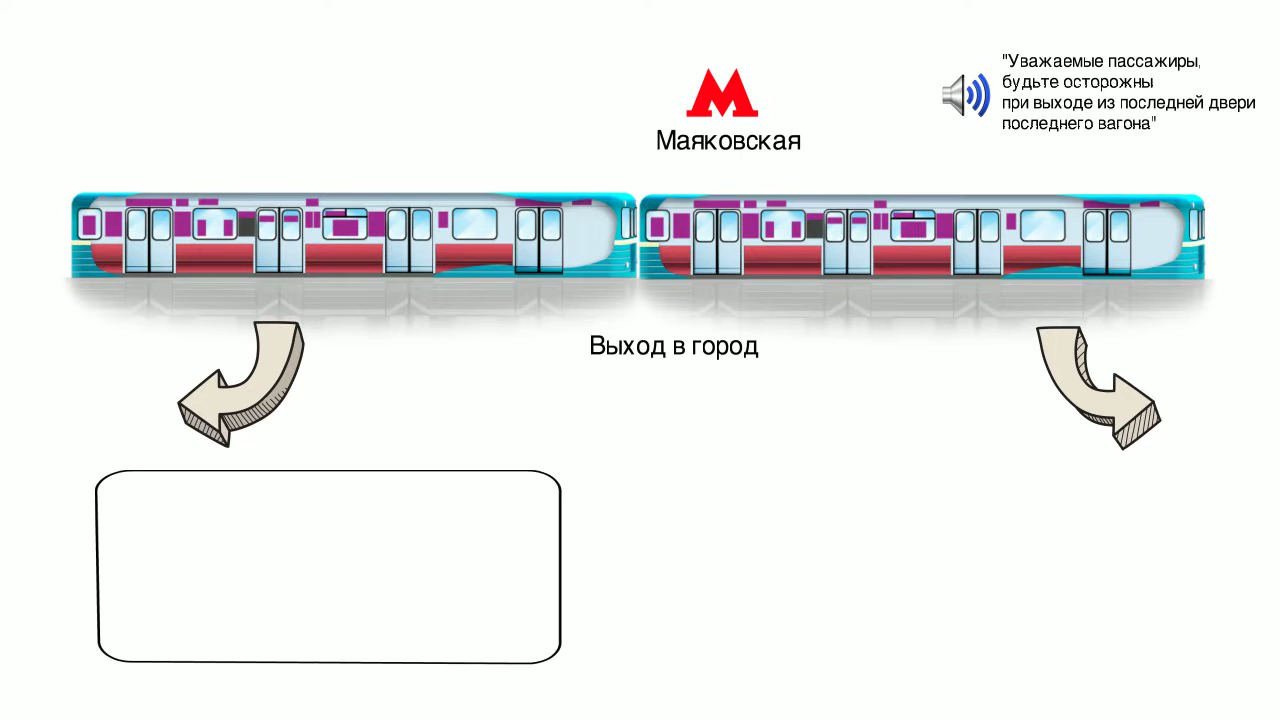 "Уважаемые пассажиры,
будьте осторожны
при выходе из последней двери
последнего вагона"
Маяковская
Выход в город